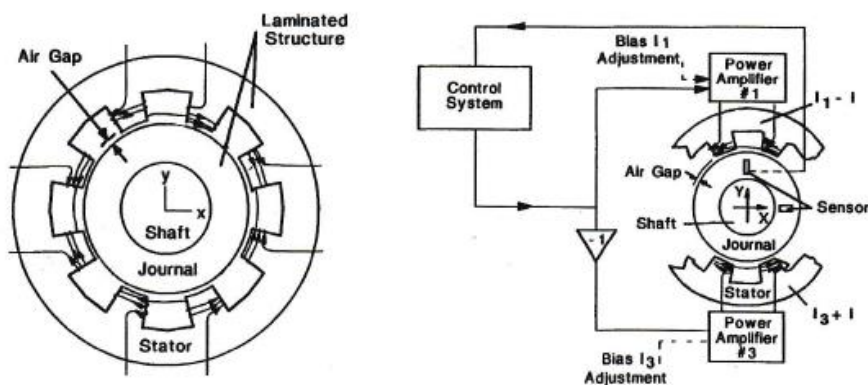 Laminated
Structure
Air Gap
y
x
Shaft
Journal
Stator
Bias I1
Adjustment
Control
System
Power
Amplifier
#1
I1 - I
Air Gap
Y
X
Sensor
Shaft
Journal
-1
Stator
I3 + I
Power
Amplifier
#3
Bias I3
Adjustment